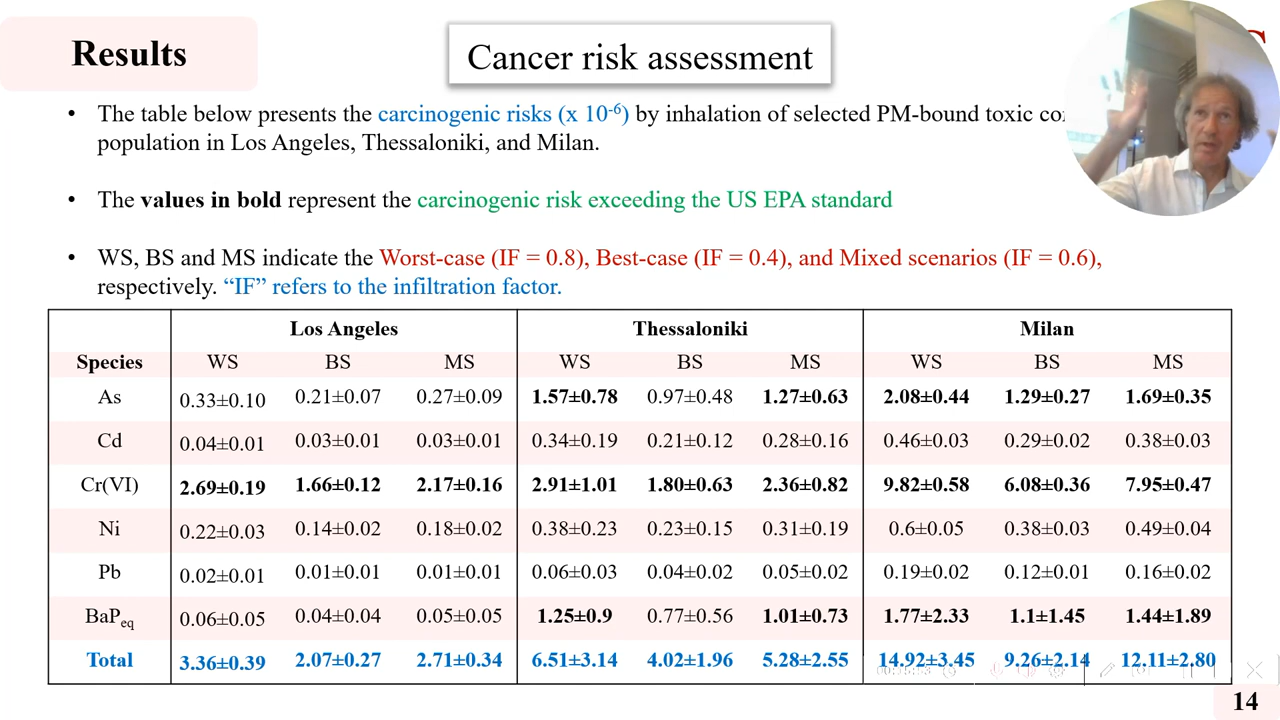 Results
Cancer risk assessment
• The table below presents the carcinogenic risks (x 10-6) by inhalation of selected PM-bound toxic
population in Los Angeles, Thessaloniki, and Milan.
• The values in bold represent the carcinogenic risk exceeding the US EPA standard
• WS, BS and MS indicate the Worst-case (IF = 0.8), Best-case (IF = 0.4), and Mixed scenarios (IF = 0.6),
respectively. “IF” refers to the infiltration factor.
Los Angeles Thessaloniki Milan
Species WS BS MS WS BS MS WS BS MS
As 0.33±0.10 0.21±0.07 0.27±0.09 1.57±0.78 0.97±0.48 1.27±0.63 2.08±0.44 1.29±0.27 1.69±0.35
Cd 0.04±0.01 0.03±0.01 0.03±0.01 0.34±0.19 0.21±0.12 0.28±0.16 0.46±0.03 0.29±0.02 0.38±0.03
Cr(VI) 2.69±0.19 1.66±0.12 2.17±0.16 2.91±1.01 1.80±0.63 2.36±0.82 9.82±0.58 6.08±0.36 7.95±0.47
Ni 0.22±0.03 0.14±0.02 0.18±0.02 0.38±0.23 0.23±0.15 0.31±0.19 0.6±0.05 0.38±0.03 0.49±0.04
Pb 0.02±0.01 0.01±0.01 0.01±0.01 0.06±0.03 0.04±0.02 0.05±0.02 0.19±0.02 0.12±0.01 0.16±0.02
BaPeq 0.06±0.05 0.04±0.04 0.05±0.05 1.25±0.9 0.77±0.56 1.01±0.73 1.77±2.33 1.1±1.45 1.44±1.89
Total 3.36±0.39 2.07±0.27 2.71±0.34 6.51±3.14 4.02±1.96 5.28±2.55 14.92±3.45 9.26±2.14 12.11±2.80
14